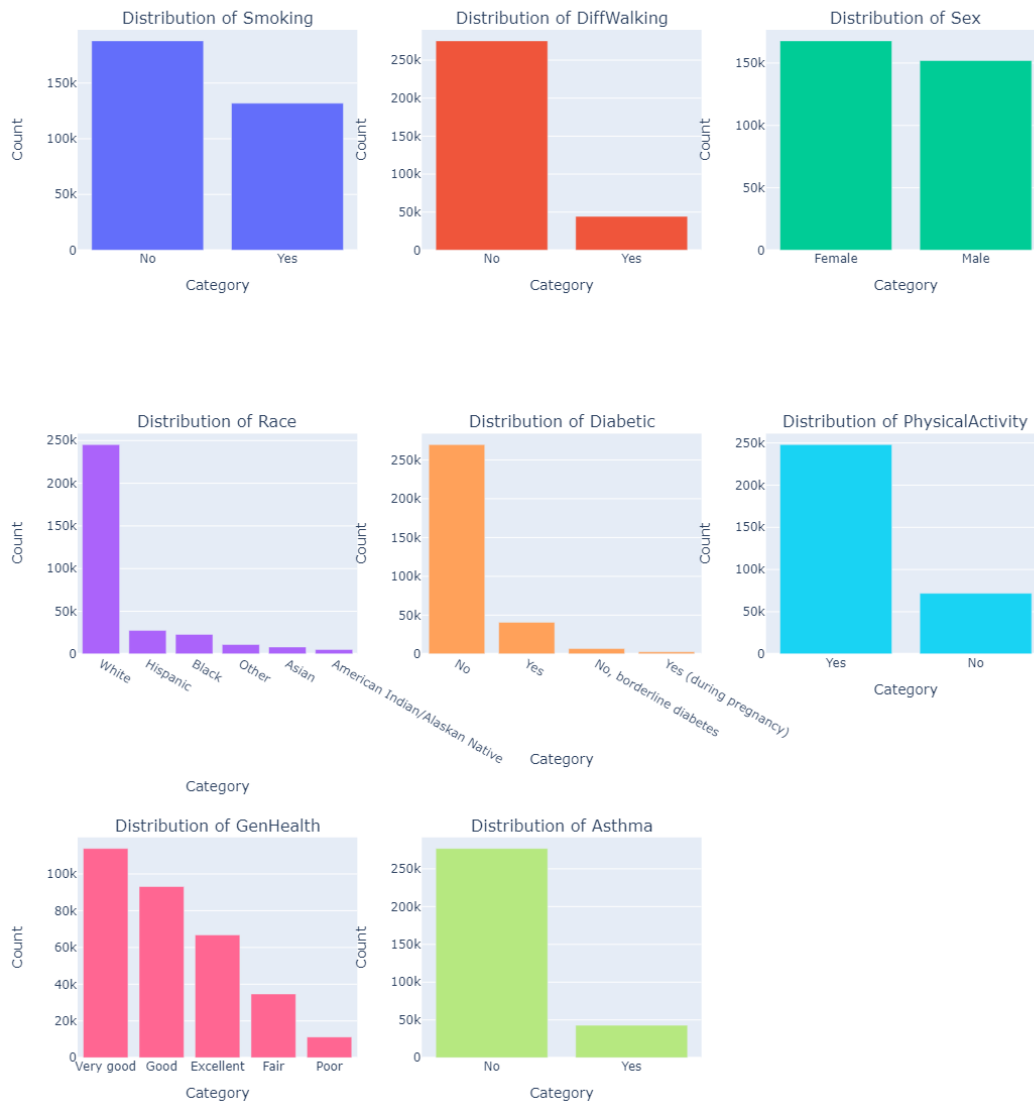 Distribution of Smoking
Count
150k
100k
50k
0
No
Yes
Category
Distribution of DiffWalking
Count
250k
200k
150k
100k
50k
0
No
Yes
Category
Distribution of Sex
Count
150k
100k
50k
0
Female
Male
Category
Distribution of Race
Count
250k
200k
150k
100k
50k
0
White
Hispanic
Black
Other
Asian
American Indian/Alaskan Native
Category
Distribution of Diabetic
Count
250k
200k
150k
100k
50k
0
No
Yes
No, borderline diabetes
Yes (during pregnancy)
Category
Distribution of PhysicalActivity
Count
250k
200k
150k
100k
50k
0
Yes
No
Category
Distribution of GenHealth
Count
100k
80k
60k
40k
20k
0
Very good
Good
Excellent
Fair
Poor
Category
Distribution of Asthma
Count
250k
200k
150k
100k
50k
0
No
Yes
Category